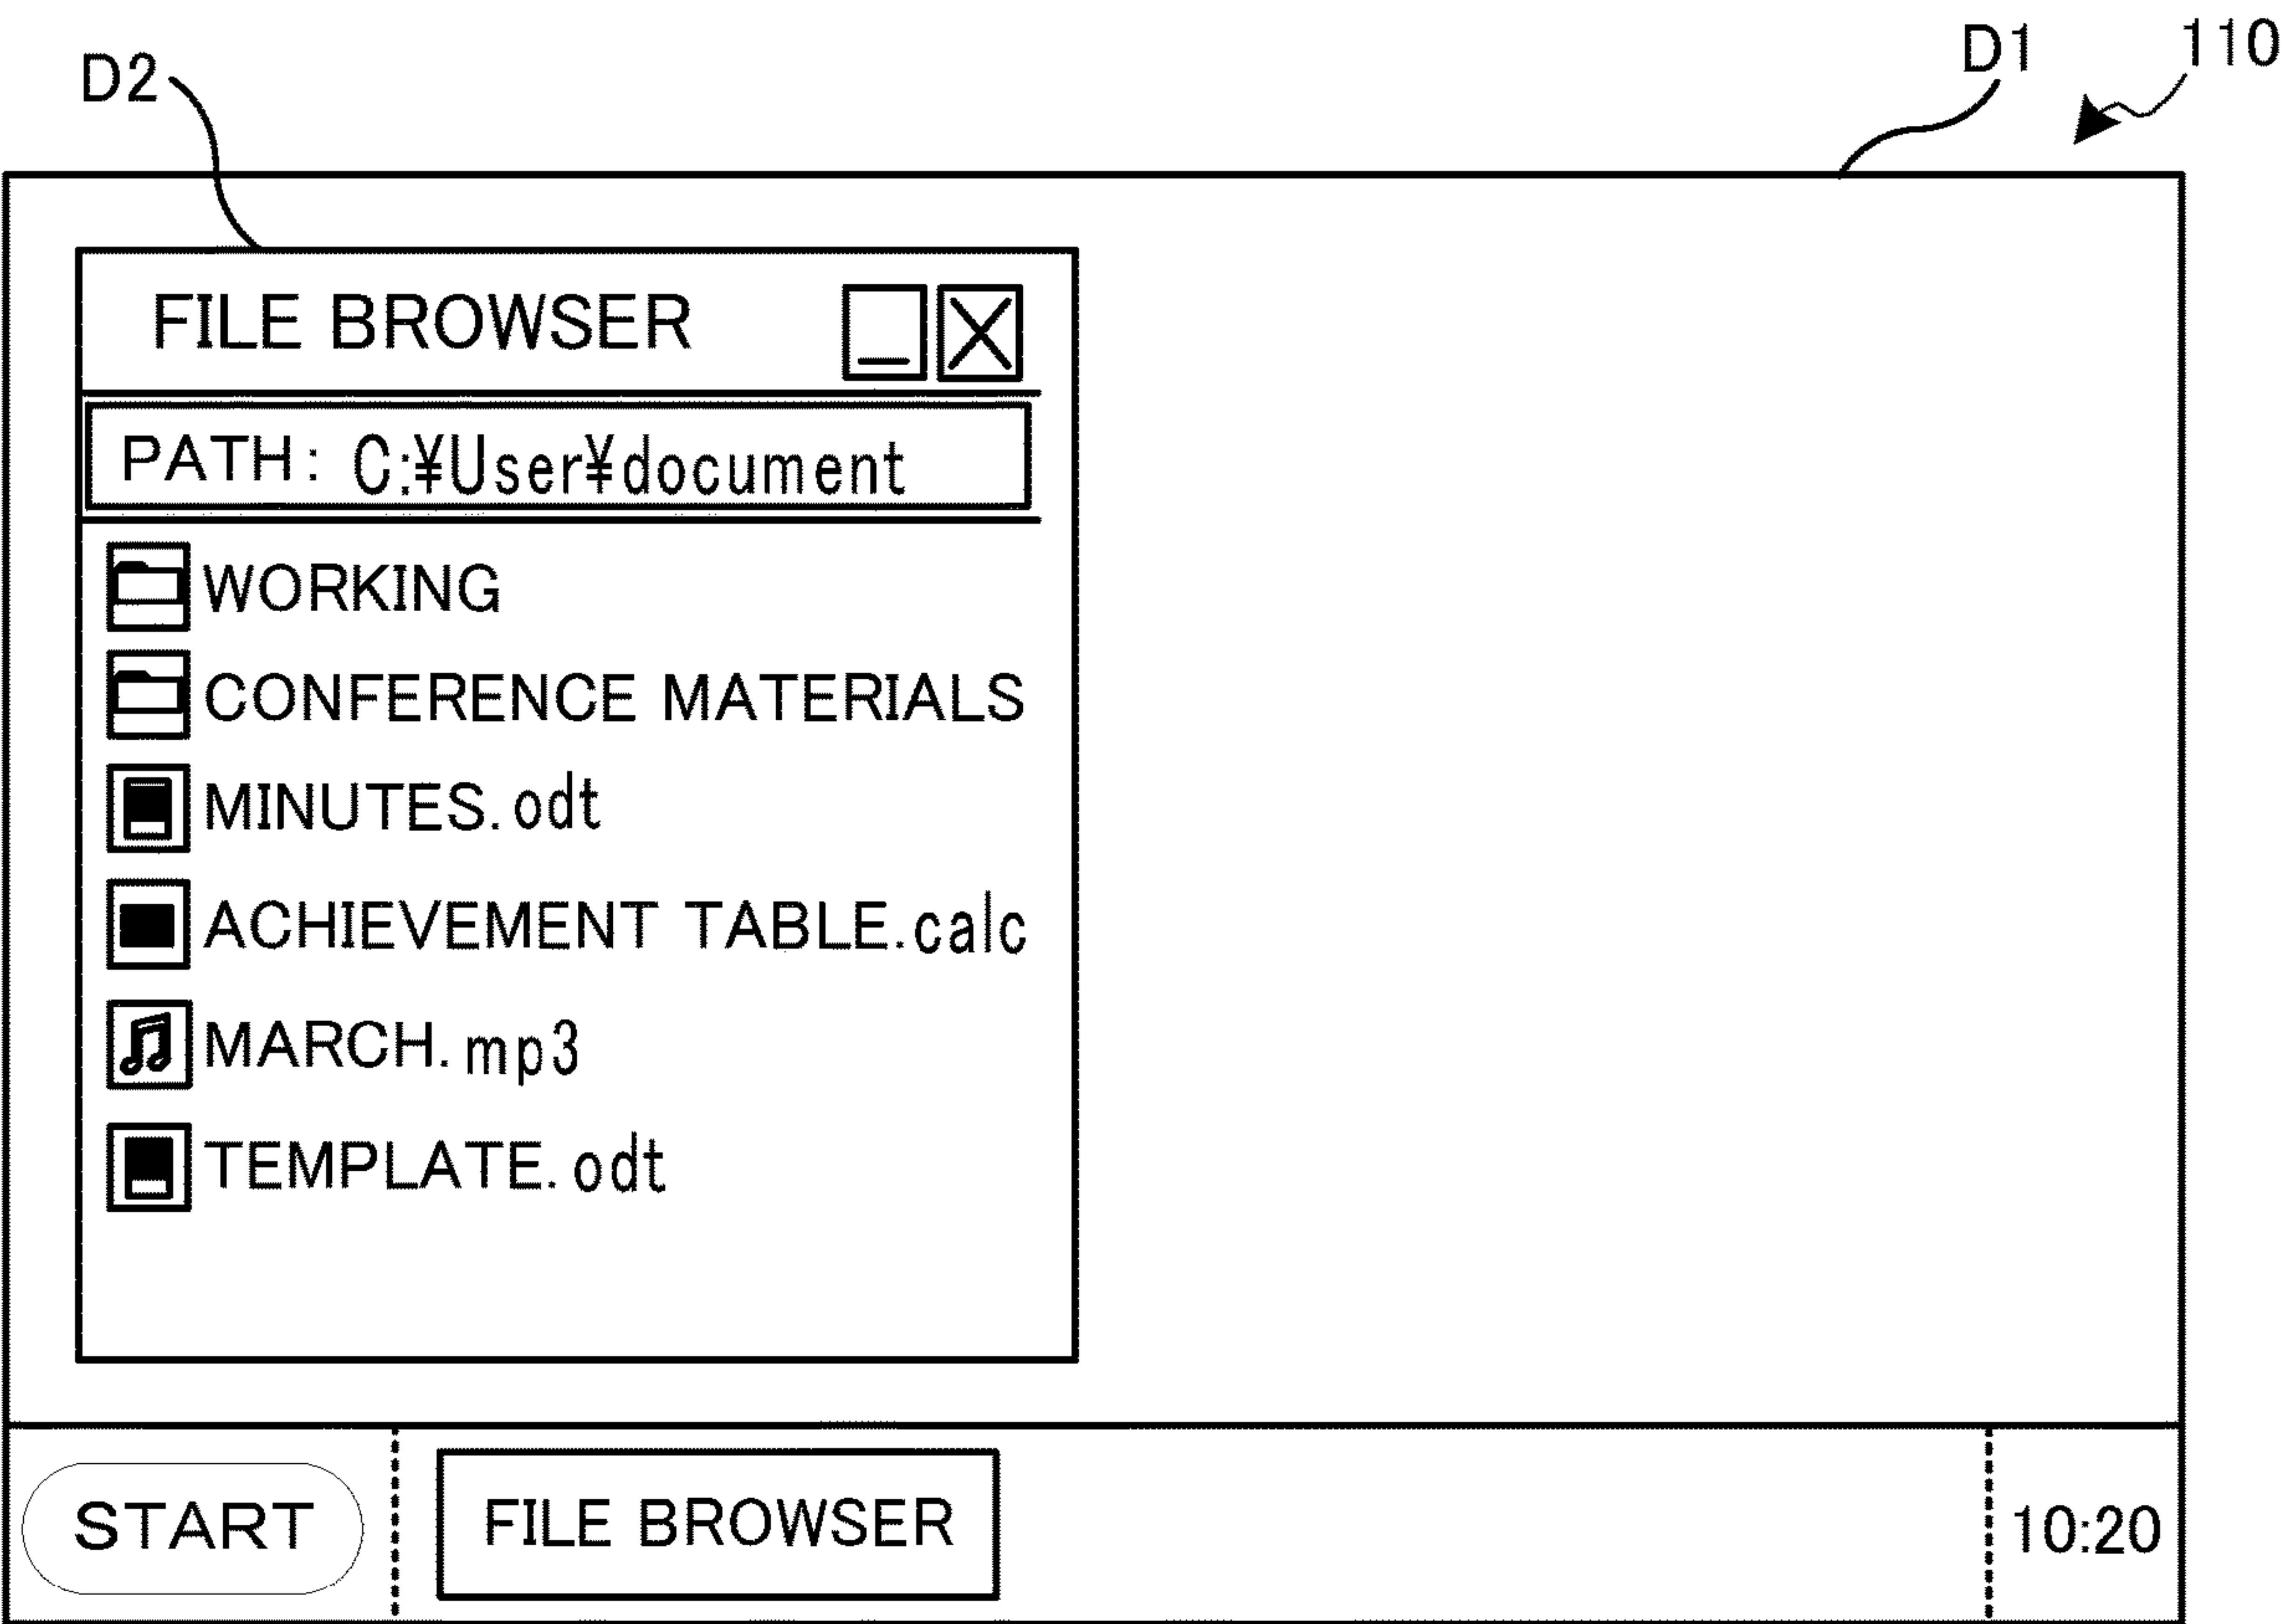 D2
D1
110
FILE BROWSER
PATH: C:¥User¥document
WORKING
CONFERENCE MATERIALS
MINUTES.odt
ACHIEVEMENT TABLE.calc
MARCH.mp3
TEMPLATE.odt
START
FILE BROWSER
10:20